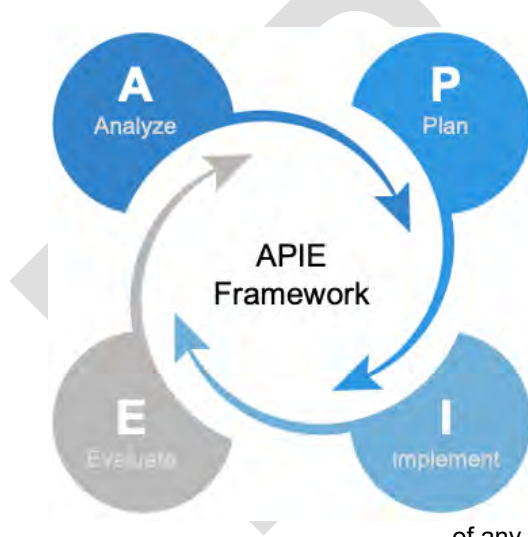 A
Analyze
P
Plan
APIE
Framework
E
Evaluate
I
Implement
of any